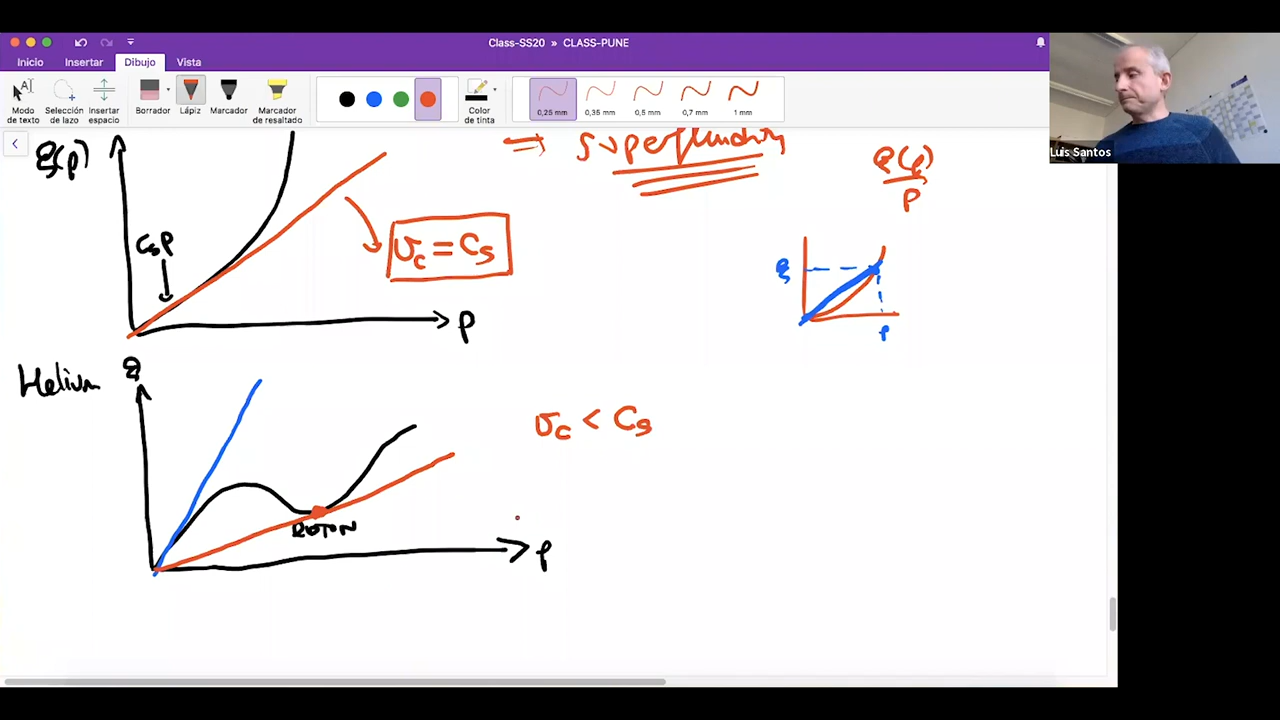 Class-SS20 » CLASS-PUNE
Inicio Insertar Dibujo Vista
Modo de texto
Selección de lazo
Insertar espacio
Borrador
Lápiz
Marcador
Marcador de resaltado
Color de tinta
0,25 mm 0,35 mm 0,5 mm 0,7 mm 1 mm
Luis Santos
⇒ superfluidity
ε(p)
ε(p)/p
CsP
υc = Cs
p
ε
p
Helium
ε
υc < Cs
ROTON
p